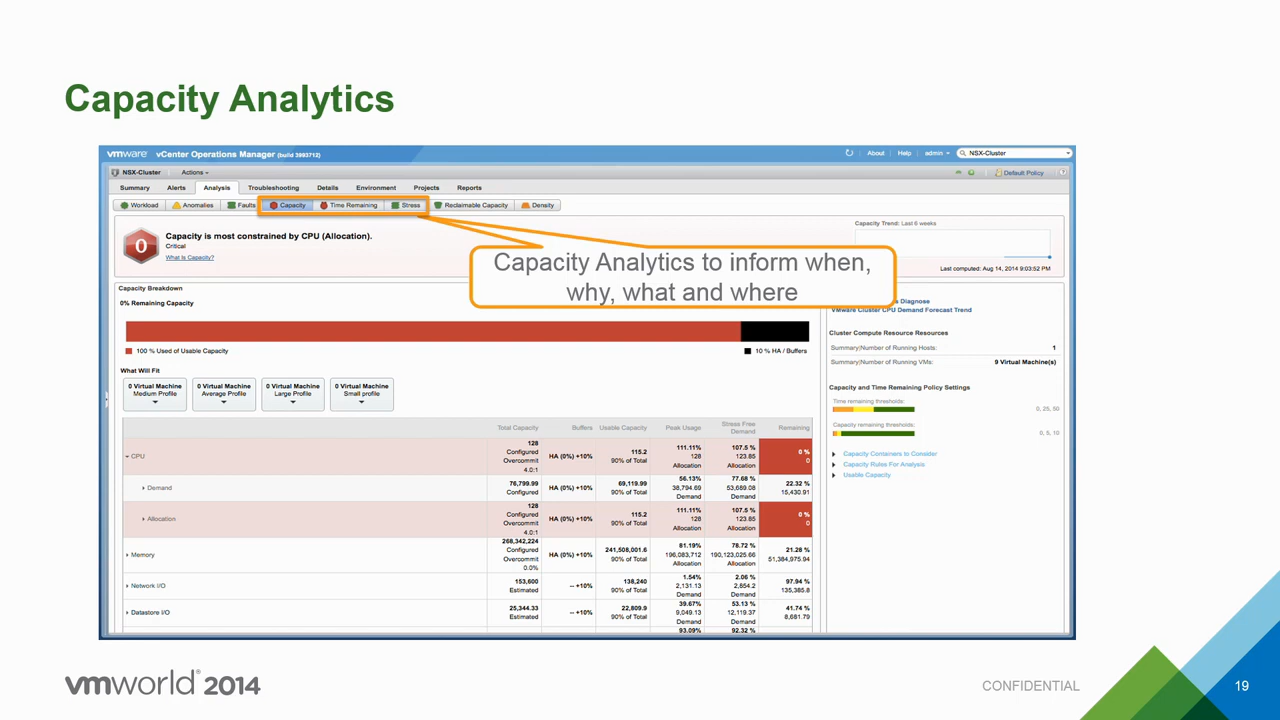 Capacity Analytics
vmware vCenter Operations Manager (build 3993712)
About Help admin NSX-Cluster
NSX-Cluster Actions Default Policy
Summary Alerts Analysis Troubleshooting Details Environment Projects Reports
Workload Anomalies Faults Capacity Time Remaining Stress Reclaimable Capacity Density
Capacity Trend: Last 6 weeks
0
Capacity is most constrained by CPU (Allocation).
Critical
What Is Capacity?
Last computed: Aug 14, 2014 9:03:52 PM
Capacity Analytics to inform when,
why, what and where
Capacity Breakdown
0% Remaining Capacity
100 % Used of Usable Capacity
10 % HA / Buffers
What Will Fit
0 Virtual Machine
Medium Profile
0 Virtual Machine
Average Profile
0 Virtual Machine
Large Profile
0 Virtual Machine
Small profile
Total Capacity Buffers Usable Capacity Peak Usage Stress Free
Demand Remaining
CPU
128
Configured
Overcommit
4.0:1
HA (0%) +10%
115.2
90% of Total
111.11%
128
Allocation
107.5 %
123.85
Allocation
0 %
0
Demand
76,799.99
Configured
HA (0%) +10%
69,119.99
90% of Total
56.13%
38,794.69
Demand
77.68 %
53,689.08
Demand
22.32 %
15,430.91
Allocation
128
Configured
Overcommit
4.0:1
HA (0%) +10%
115.2
90% of Total
111.11%
128
Allocation
107.5 %
123.85
Allocation
0 %
0
Memory
268,342,224
Configured
Overcommit
0.0%
HA (0%) +10%
241,508,001.6
90% of Total
81.19%
196,083,712
Allocation
78.72 %
190,123,025.66
Allocation
21.28 %
51,384,975.94
Network I/O
153,600
Estimated
-- +10%
138,240
90% of Total
1.54%
2,131.13
Demand
2.06 %
2,854.2
Demand
97.94 %
135,385.8
Datastore I/O
25,344.33
Estimated
-- +10%
22,809.9
90% of Total
39.67%
9,049.13
Demand
53.13 %
12,119.37
Demand
41.74 %
8,681.79
93.09%
92.32 %
s Diagnose
VMware Cluster CPU Demand Forecast Trend
Cluster Compute Resource Resources
Summary|Number of Running Hosts: 1
Summary|Number of Running VMs: 9 Virtual Machine(s)
Capacity and Time Remaining Policy Settings
Time remaining thresholds:
0, 25, 50
Capacity remaining thresholds:
0, 5, 10
Capacity Containers to Consider
Capacity Rules For Analysis
Usable Capacity
vmworld® 2014
CONFIDENTIAL
19